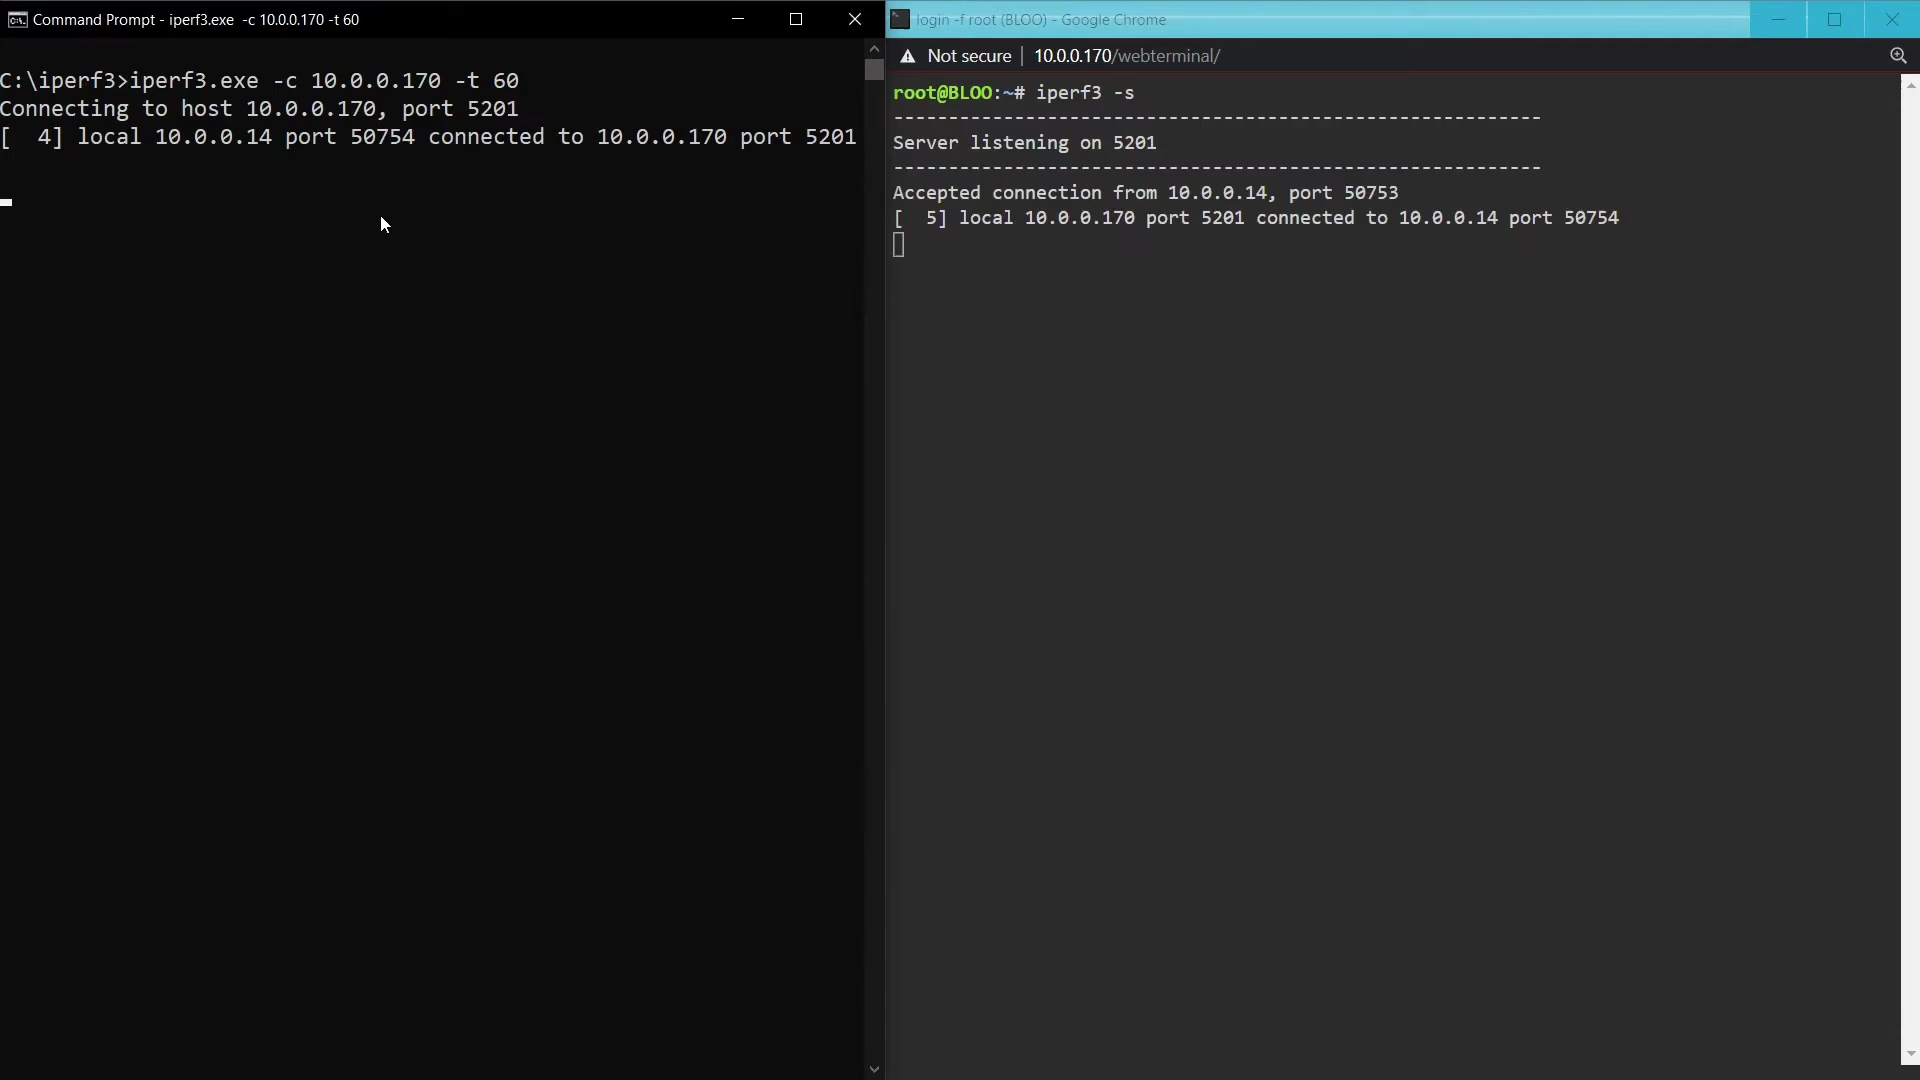 Command Prompt - iperf3.exe -c 10.0.0.170 -t 60
C:\iperf3>iperf3.exe -c 10.0.0.170 -t 60
Connecting to host 10.0.0.170, port 5201
[  4] local 10.0.0.14 port 50754 connected to 10.0.0.170 port 5201
login -f root (BLOO) - Google Chrome
Not secure | 10.0.0.170/webterminal/
root@BLOO:~# iperf3 -s
-----------------------------------------------------------
Server listening on 5201
-----------------------------------------------------------
Accepted connection from 10.0.0.14, port 50753
[  5] local 10.0.0.170 port 5201 connected to 10.0.0.14 port 50754